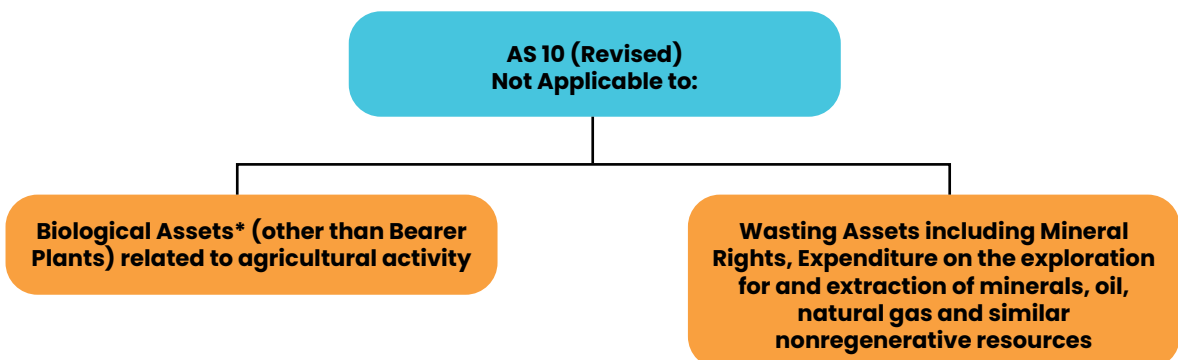 AS 10 (Revised)
Not Applicable to:
Biological Assets* (other than Bearer
Plants) related to agricultural activity
Wasting Assets including Mineral
Rights, Expenditure on the exploration
for and extraction of minerals, oil,
natural gas and similar
nonregenerative resources